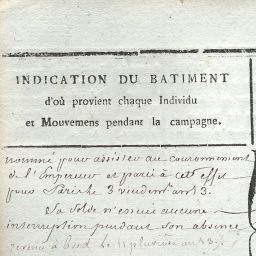 INDICATION DU BATIMENT
d'où provient chaque Individu
et Mouvemens pendant la campagne.
nommé pour assister au couronnement
de l'Empereur et parti à cet effet
pour Paris le 3 vendem.re an 13.
Sa solde n'essuie aucune
interruption pendant son absence
revenu à bord le 11 pluviose an 13.